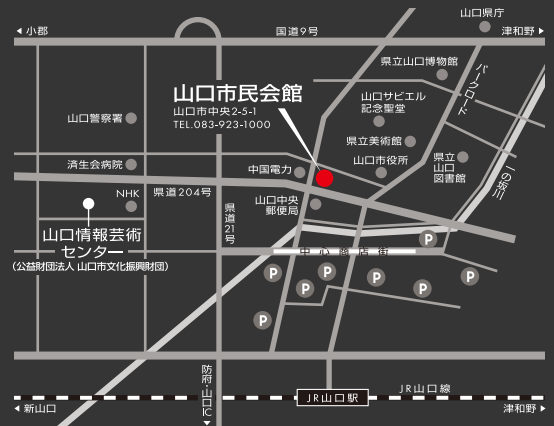 山口県庁
小郡
国道9号
津和野
県立山口博物館
パークロード
山口市民会館
山口市中央2-5-1
TEL.083-923-1000
山口サビエル
記念聖堂
山口警察署
県立美術館
済生会病院
中国電力
山口市役所
県立
山口
図書館
一の坂川
NHK
県道204号
山口中央
郵便局
県道21号
山口情報芸術
センター
(公益財団法人 山口市文化振興財団)
中心商店街
P
P
P
P
P
P
P
P
防府・山口IC
JR山口線
JR山口駅
新山口
津和野